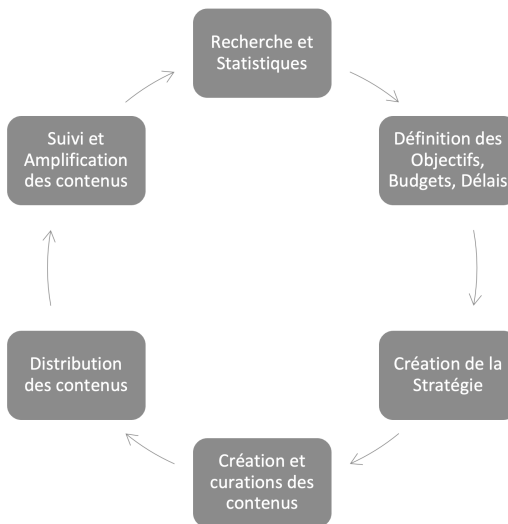 Recherche et
Statistiques
Définition des
Objectifs,
Budgets, Délais
Création de la
Stratégie
Création et
curations des
contenus
Distribution
des contenus
Suivi et
Amplification
des contenus